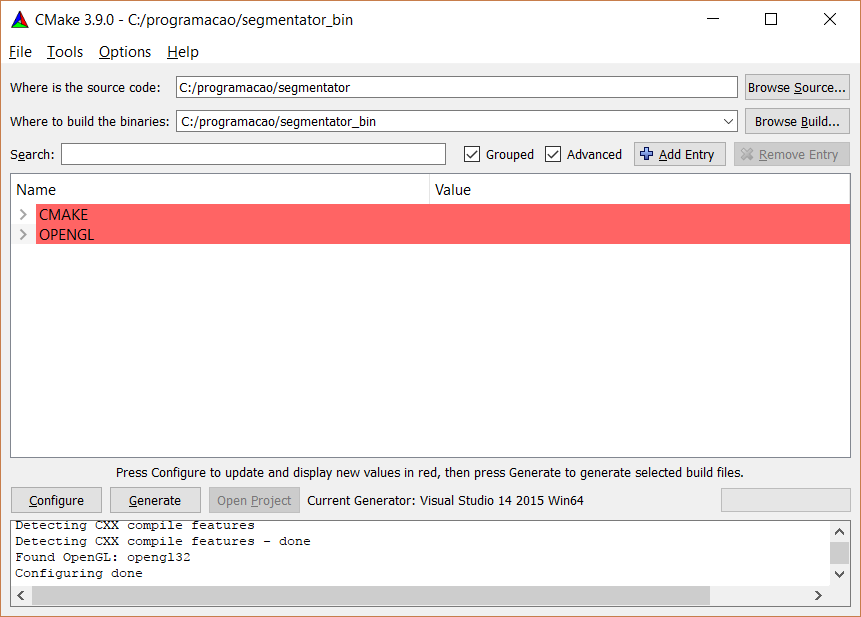 CMake 3.9.0 - C:/programacao/segmentator_bin
File Tools Options Help
Where is the source code: C:/programacao/segmentator Browse Source...
Where to build the binaries: C:/programacao/segmentator_bin Browse Build...
Search: Grouped Advanced Add Entry Remove Entry
Name Value
CMAKE
OPENGL
Press Configure to update and display new values in red, then press Generate to generate selected build files.
Configure Generate Open Project Current Generator: Visual Studio 14 2015 Win64
Detecting CXX compile features
Detecting CXX compile features - done
Found OpenGL: opengl32
Configuring done